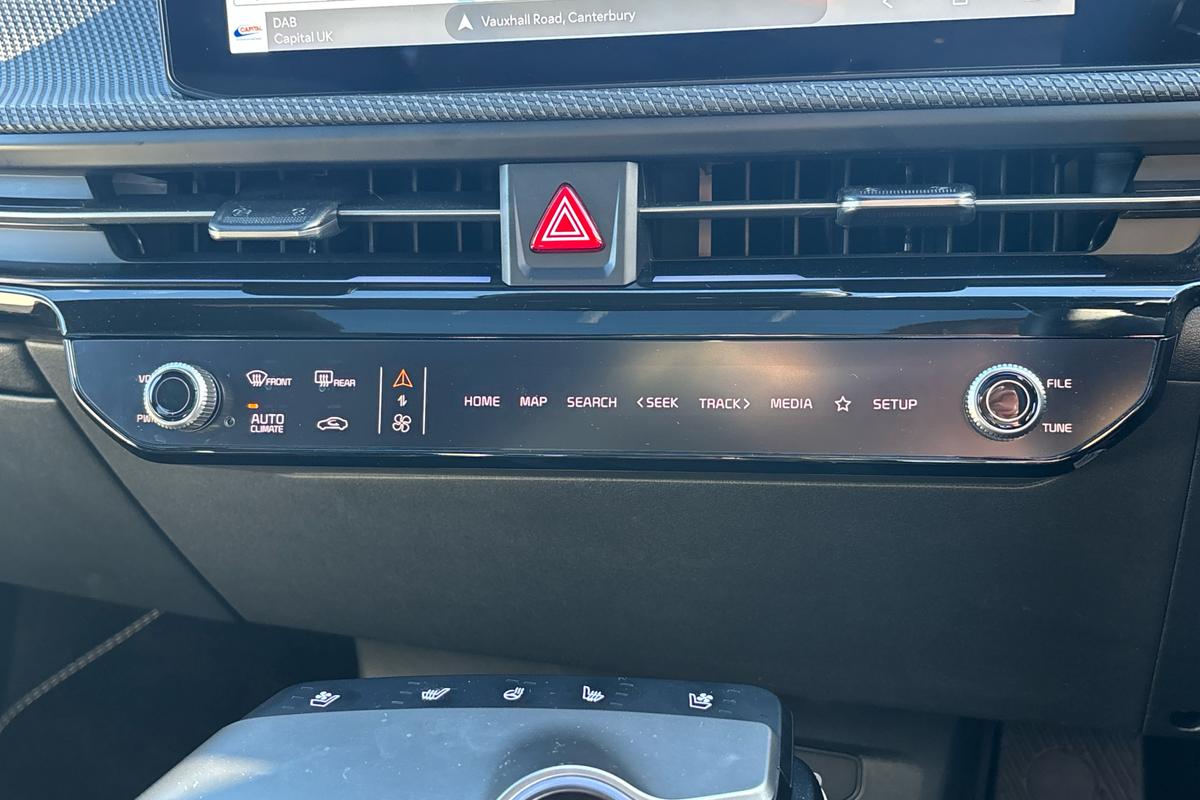 CAPITAL
DAB
Capital UK
Vauxhall Road, Canterbury
FRONT
REAR
AUTO
CLIMATE
HOME MAP SEARCH <SEEK TRACK> MEDIA SETUP
FILE
TUNE